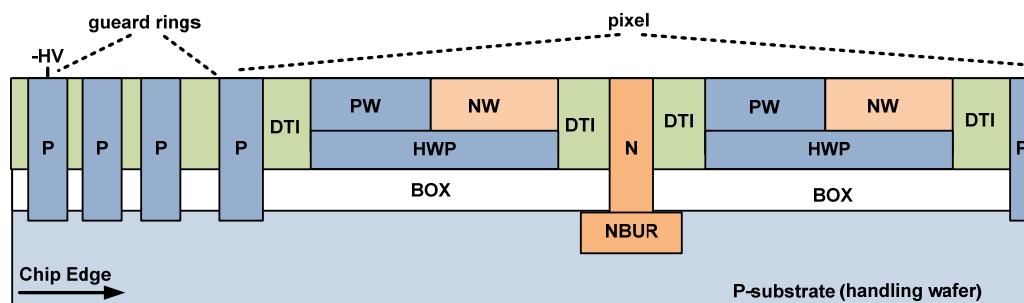 gueard rings
pixel
-HV
PW NW PW NW
DTI DTI DTI DTI
P P P P HWP N HWP P
BOX BOX
NBUR
Chip Edge
P-substrate (handling wafer)